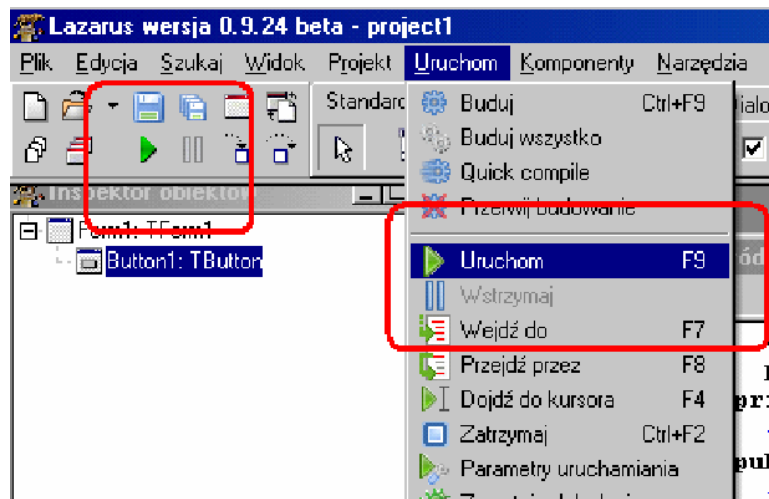 Lazarus wersja 0.9.24 beta - project1
Plik Edycja Szukaj Widok Projekt Uruchom Komponenty Narzędzia
Standard
Buduj Ctrl+F9
Buduj wszystko
Quick compile
Przerwij budowanie
Inspektor obiektów
Form1: TForm1
Button1: TButton
Uruchom F9
Wstrzymaj
Wejdź do F7
Przejdź przez F8
Dojdź do kursora F4
Zatrzymaj Ctrl+F2
Parametry uruchamiania